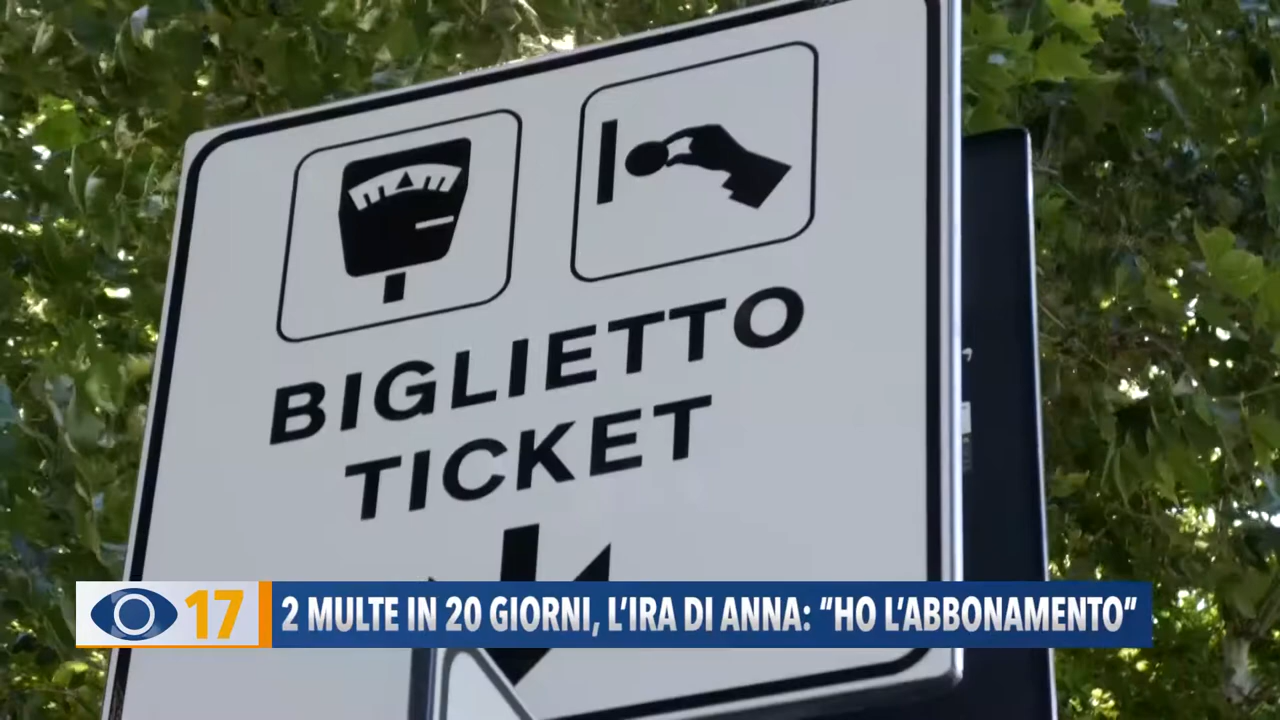 BIGLIETTO
TICKET
17
2 MULTE IN 20 GIORNI, L'IRA DI ANNA: “HO L'ABBONAMENTO”